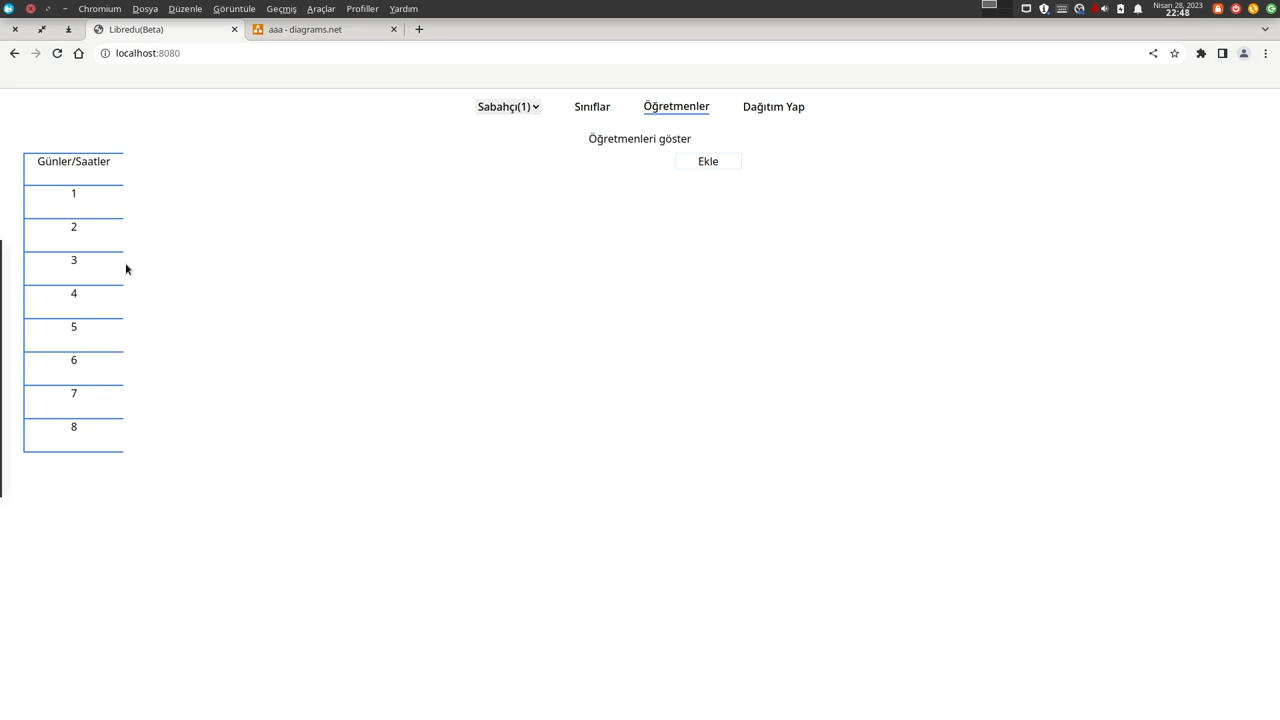 Chromium Dosya Düzenle Görüntüle Geçmiş Araçlar Profiller Yardım
Nisan 28, 2023
22:48
Libredu(Beta)
aaa - diagrams.net
localhost:8080
Sabahçı(1) Sınıflar Öğretmenler Dağıtım Yap
Öğretmenleri göster
Günler/Saatler
Ekle
1
2
3
4
5
6
7
8